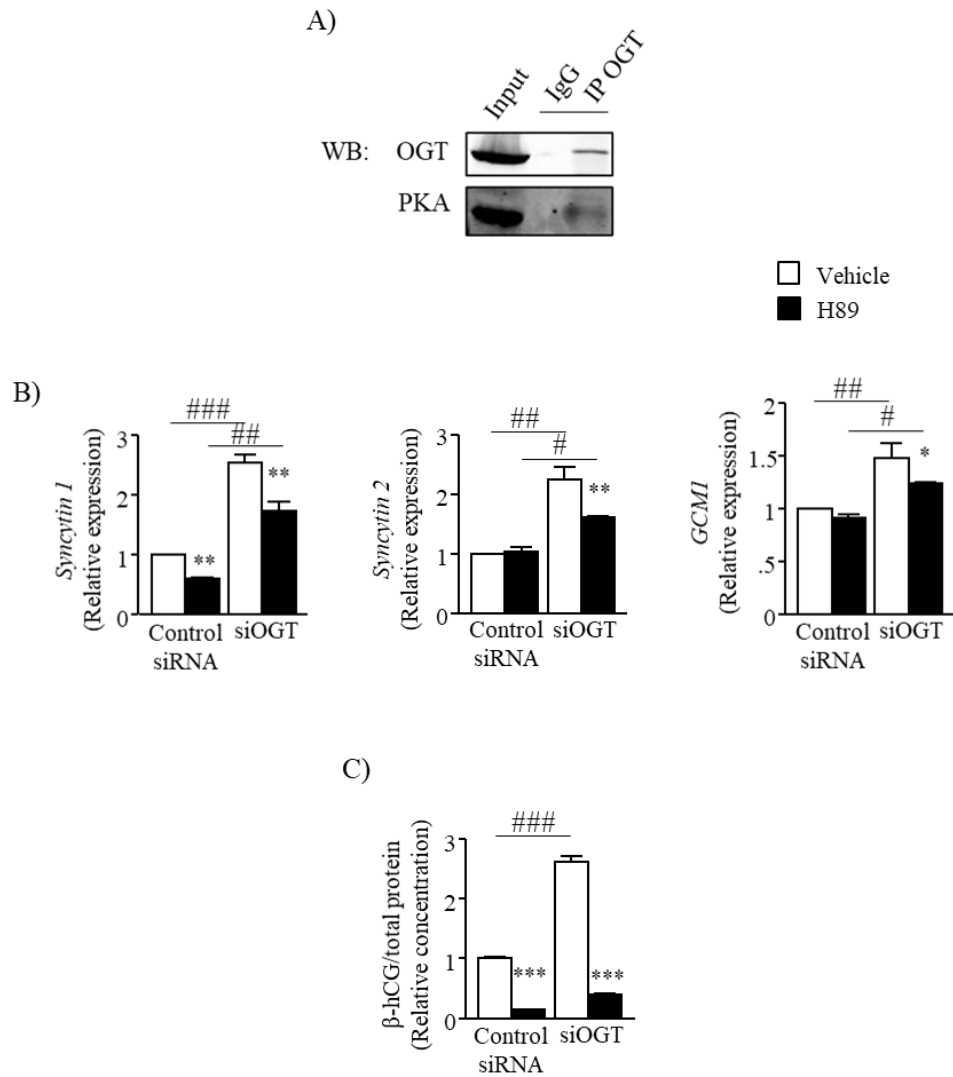 A)
Input
IgG
IP OGT
WB: OGT
PKA
Vehicle
H89
B)
###
##
**
**
Syncytin 1
(Relative expression)
3
2
1
0
Control
siRNA
siOGT
##
#
**
Syncytin 2
(Relative expression)
3
2
1
0
Control
siRNA
siOGT
##
#
*
GCM1
(Relative expression)
2
1.5
1
.5
0
Control
siRNA
siOGT
C)
###
***
***
β-hCG/total protein
(Relative concentration)
3
2
1
0
Control
siRNA
siOGT